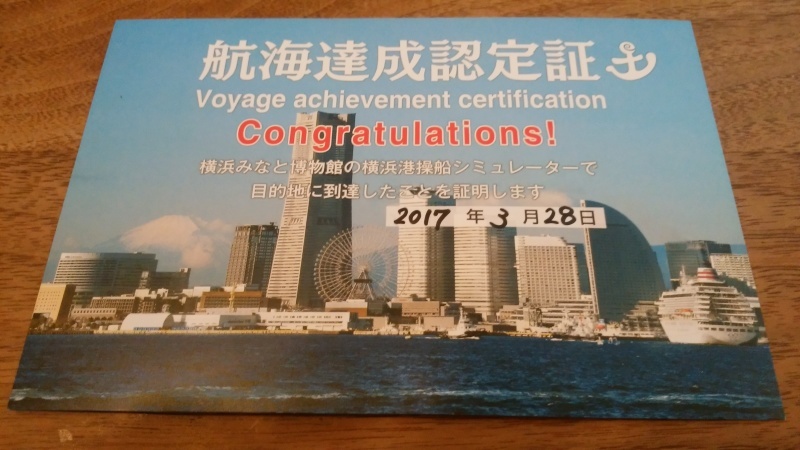 航海達成認定証
Voyage achievement certification
Congratulations!
横浜みなと博物館の横浜港操船シミュレーターで
目的地に到達したことを証明します
2017 年 3 月 28 日